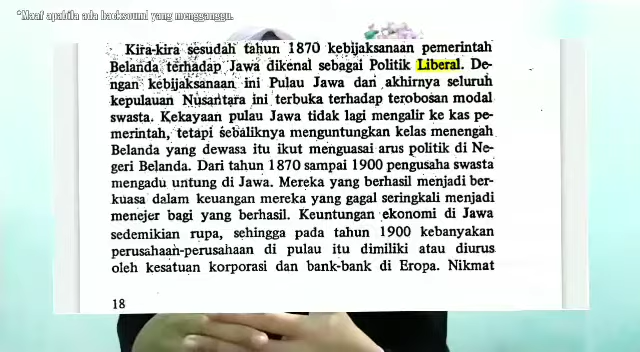 *Maaf apabila ada backsound yang mengganggu.
Kira-kira sesudah tahun 1870 kebijaksanaan pemerintah
Belanda terhadap Jawa dikenal sebagai Politik Liberal. De-
ngan kebijaksanaan ini Pulau Jawa dan akhirnya seluruh
kepulauan Nusantara ini terbuka terhadap terobosan modal
swasta. Kekayaan pulau Jawa tidak lagi mengalir ke kas pe-
merintah, tetapi sebaliknya menguntungkan kelas menengah
Belanda yang dewasa itu ikut menguasai arus politik di Ne-
geri Belanda. Dari tahun 1870 sampai 1900 pengusaha swasta
mengadu untung di Jawa. Mereka yang berhasil menjadi ber-
kuasa dalam keuangan mereka yang gagal seringkali menjadi
menejer bagi yang berhasil. Keuntungan ekonomi di Jawa
sedemikian rupa, sehingga pada tahun 1900 kebanyakan
perusahaan-perusahaan di pulau itu dimiliki atau diurus
oleh kesatuan korporasi dan bank-bank di Eropa. Nikmat
18